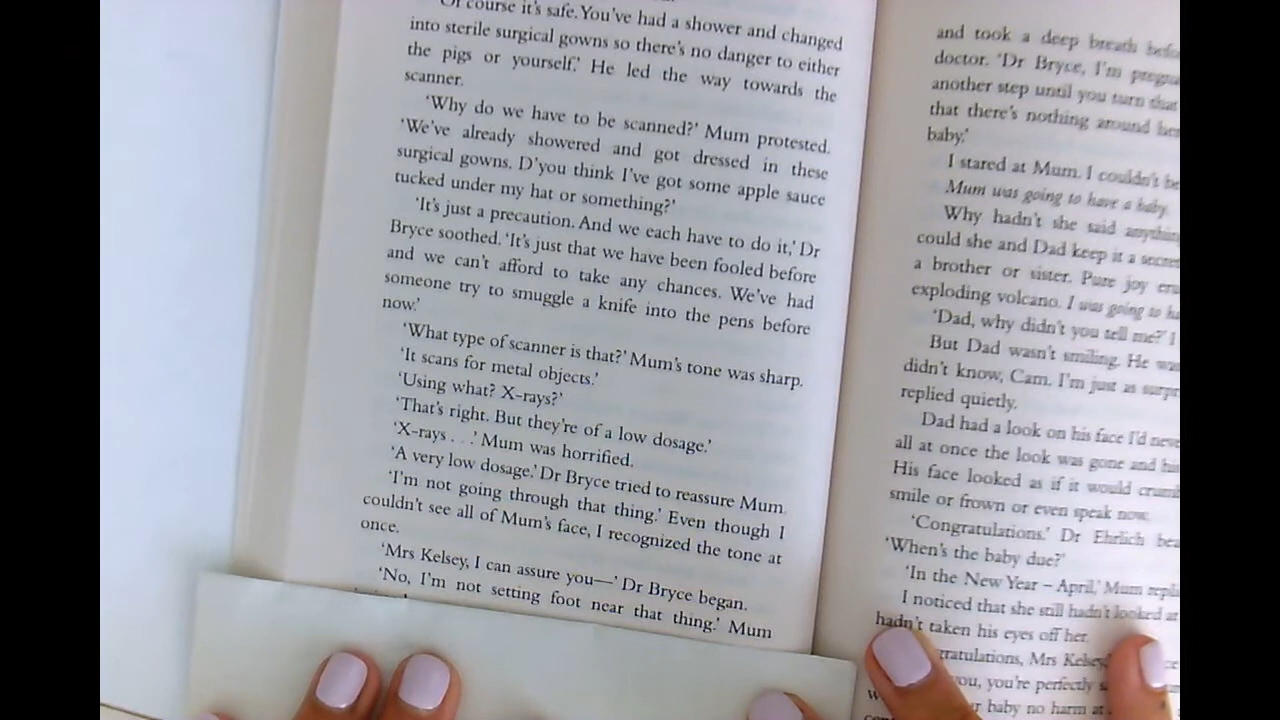 Of course it's safe. You've had a shower and changed
into sterile surgical gowns so there's no danger to either
the pigs or yourself.' He led the way towards the
scanner.
'Why do we have to be scanned?' Mum protested.
'We've already showered and got dressed in these
surgical gowns. D'you think I've got some apple sauce
tucked under my hat or something?'
'It's just a precaution. And we each have to do it,' Dr
Bryce soothed. 'It's just that we have been fooled before
and we can't afford to take any chances. We've had
someone try to smuggle a knife into the pens before
now.'
'What type of scanner is that?' Mum's tone was sharp.
'It scans for metal objects.'
'Using what? X-rays?'
'That's right. But they're of a low dosage.'
'X-rays . . .' Mum was horrified.
'A very low dosage.' Dr Bryce tried to reassure Mum.
'I'm not going through that thing.' Even though I
couldn't see all of Mum's face, I recognized the tone at
once.
'Mrs Kelsey, I can assure you—' Dr Bryce began.
'No, I'm not setting foot near that thing.' Mum
and took a deep breath
doctor. 'Dr Bryce, I'm
another step until you turn that
that there's nothing around
baby.'
I stared at Mum. I couldn't
Mum was going to have a baby.
Why hadn't she said
could she and Dad keep it a
a brother or sister. Pure joy
exploding volcano. I was going to
'Dad, why didn't you tell me?' I
But Dad wasn't smiling. He
didn't know, Cam. I'm just as
replied quietly.
Dad had a look on his face I'd
all at once the look was gone and
His face looked as if it would
smile or frown or even speak now.
'Congratulations.' Dr Ehrlich
'When's the baby due?'
'In the New Year – April,' Mum
I noticed that she still hadn't looked at
hadn't taken his eyes off her.
Mrs Kelsey
you, you're perfectly
baby no harm at